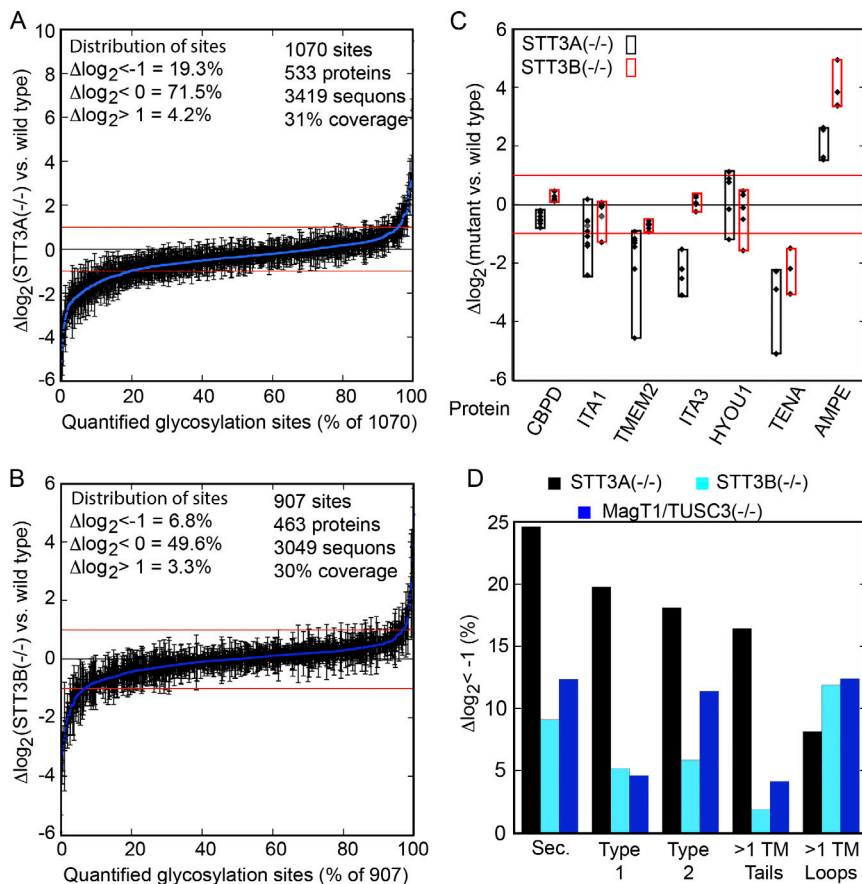 A
Distribution of sites
Δlog2<-1 = 19.3%
Δlog2< 0 = 71.5%
Δlog2> 1 = 4.2%
1070 sites
533 proteins
3419 sequons
31% coverage
Δlog2(STT3A(-/-) vs. wild type)
10
8
6
4
2
0
-2
-4
-6
0 20 40 60 80 100
Quantified glycosylation sites (% of 1070)
B
Distribution of sites
Δlog2<-1 = 6.8%
Δlog2< 0 = 49.6%
Δlog2> 1 = 3.3%
907 sites
463 proteins
3049 sequons
30% coverage
Δlog2(STT3B(-/-) vs. wild type)
6
4
2
0
-2
-4
-6
0 20 40 60 80 100
Quantified glycosylation sites (% of 907)
C
STT3A(-/-)
STT3B(-/-)
Δlog2(mutant vs. wild type)
6
4
2
0
-2
-4
-6
Protein
CBPD
ITA1
TMEM2
ITA3
HYOU1
TENA
AMPE
D
STT3A(-/-) STT3B(-/-)
MagT1/TUSC3(-/-)
Δlog2< -1 (%)
25
20
15
10
5
0
Sec. Type Type >1 TM >1 TM
1 2 Tails Loops